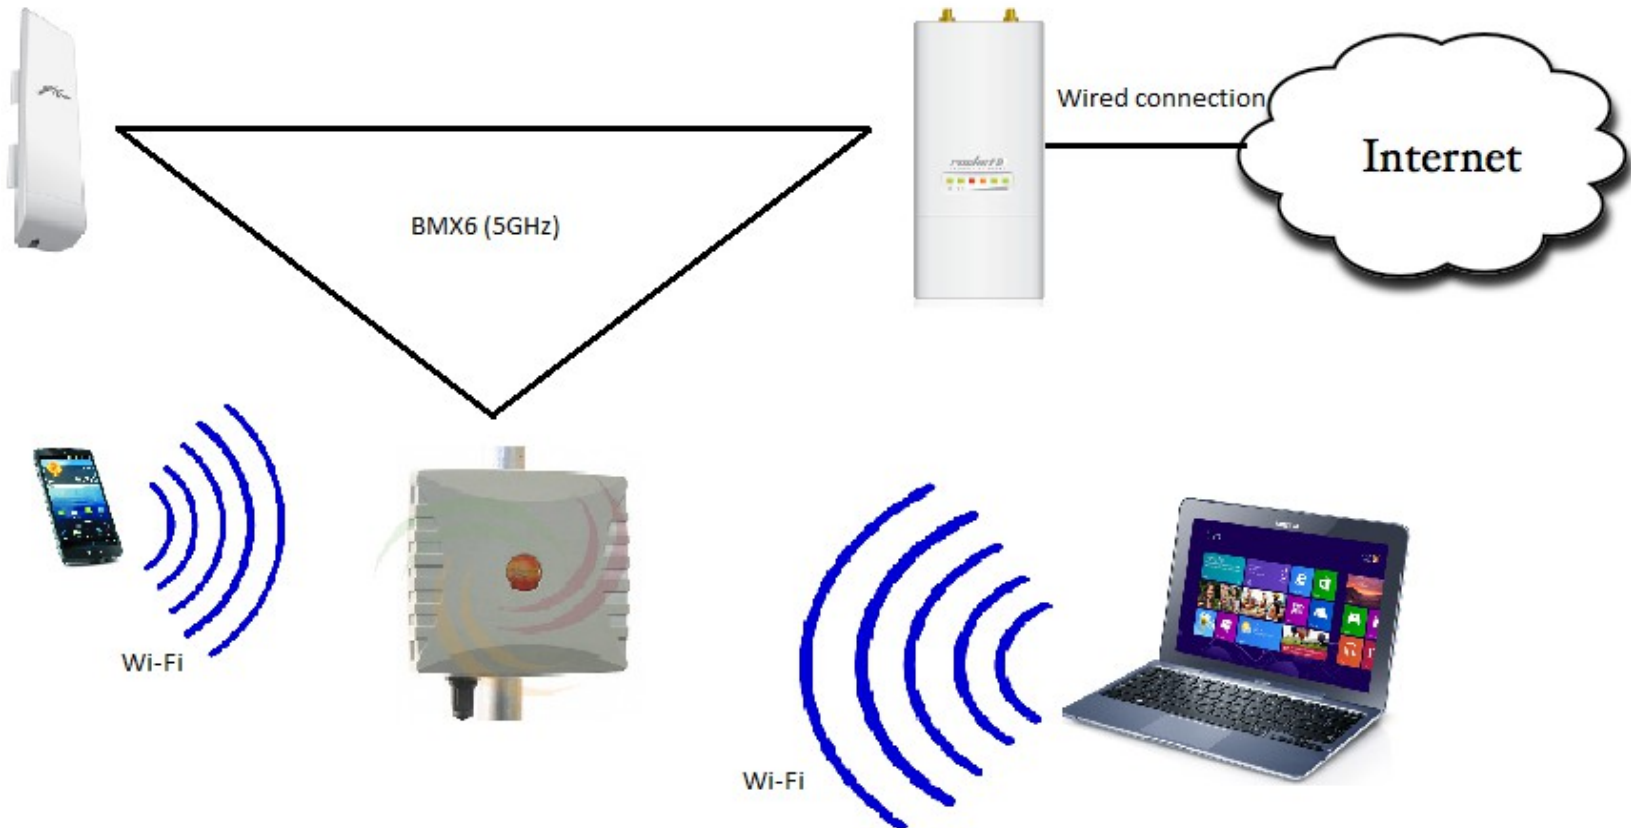 Wired connection
Internet
BMX6 (5GHz)
Wi-Fi
Wi-Fi